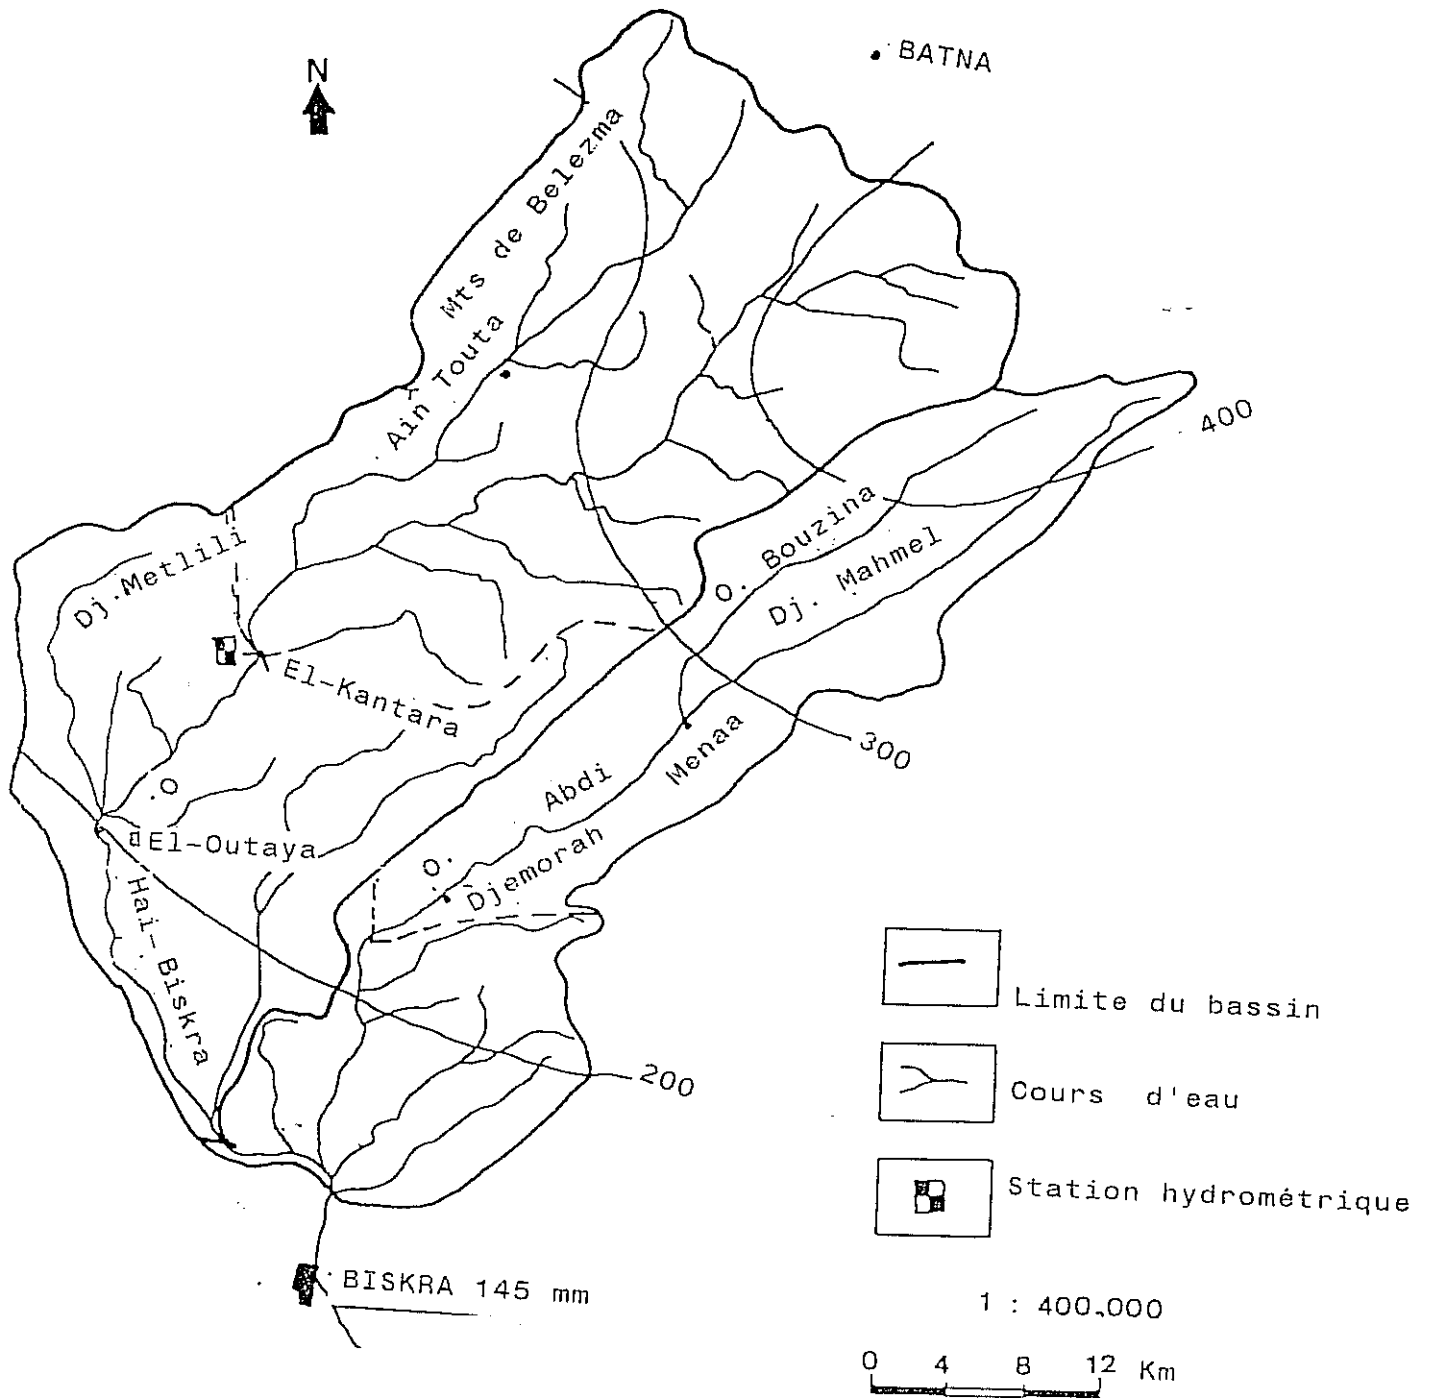 N
BATNA
Mts de Belezma
Aïn Touta
400
O. Bouzina
Dj. Metlili
Dj. Mahmel
El-Kantara
300
Menaa
O. Abdi
O.
El-Outaya
Djemorah
Hai-Biskra
Limite du bassin
200
Cours d'eau
Station hydrométrique
BISKRA 145 mm
1 : 400.000
0 4 8 12 Km